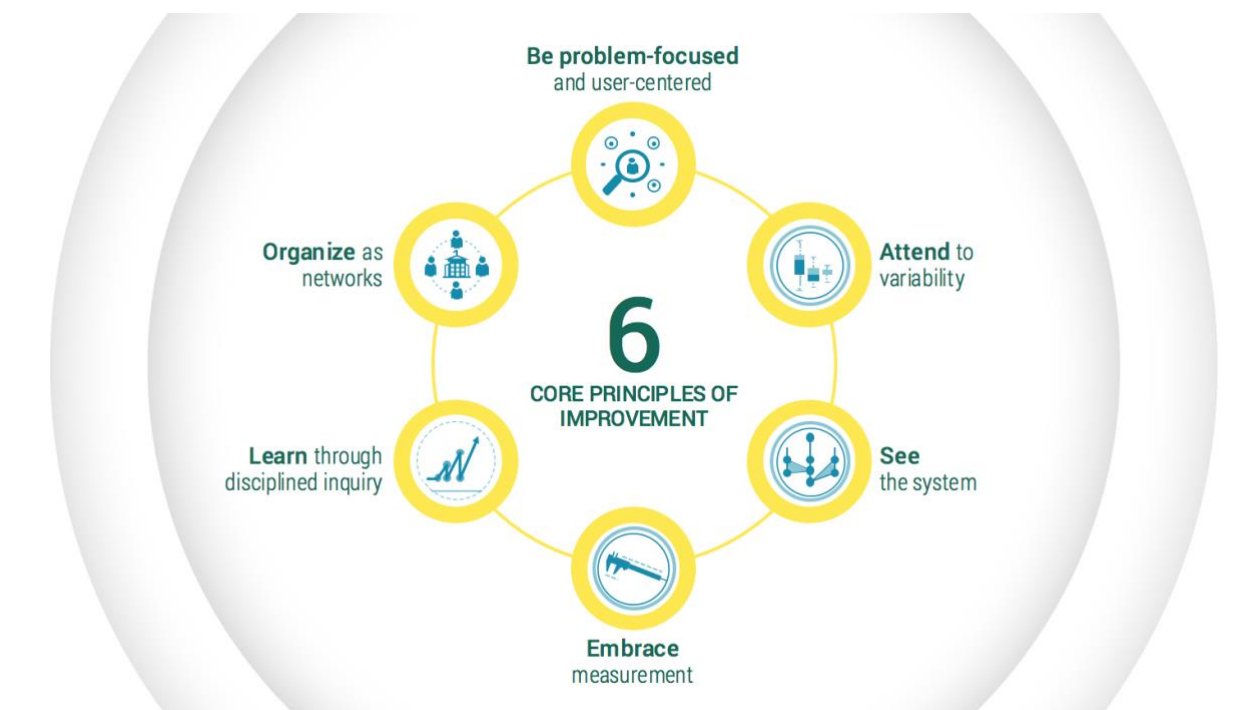 Be problem-focused
and user-centered
Attend to
variability
See
the system
Embrace
measurement
Learn through
disciplined inquiry
Organize as
networks
6
CORE PRINCIPLES OF
IMPROVEMENT